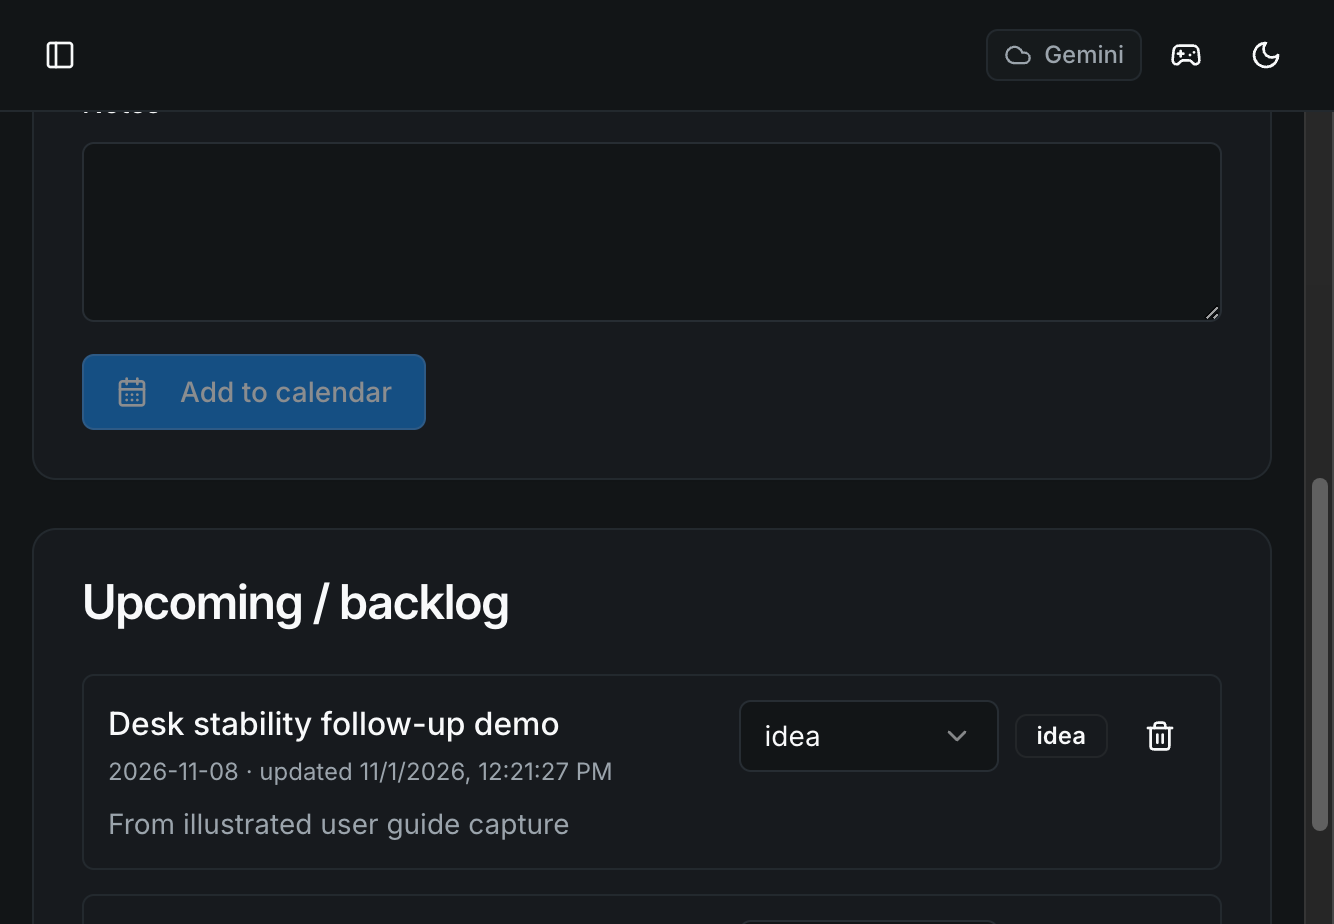 Gemini
Notes
Add to calendar
Upcoming / backlog
Desk stability follow-up demo
idea
idea
2026-11-08 · updated 11/1/2026, 12:21:27 PM
From illustrated user guide capture